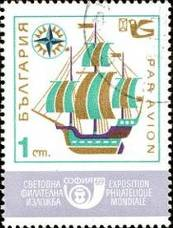 БЪЛГАРИЯ
PAR AVION
1 ст.
СВЕТОВНА
ФИЛАТЕЛНА
ИЗЛОЖБА
СОФИЯ 69
EXPOSITION
PHILATELIQUE
MONDIALE